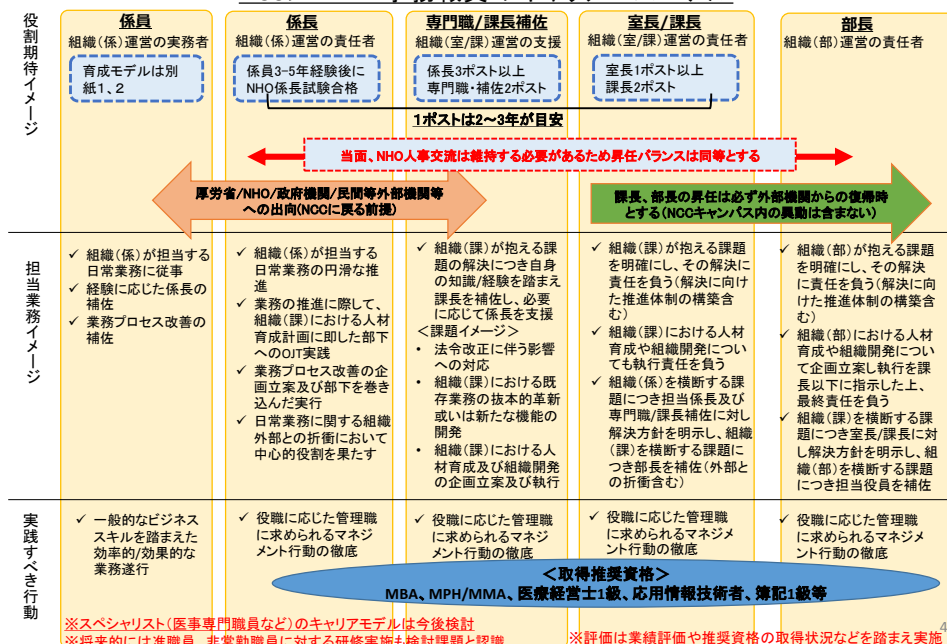 役割期待イメージ
係員
組織（係）運営の実務者
育成モデルは別
紙１、２
係長
組織（係）運営の責任者
係員3-5年経験後に
NHO係長試験合格
専門職/課長補佐
組織（室/課）運営の支援
係長3ポスト以上
専門職・補佐2ポスト
室長/課長
組織（室/課）運営の責任者
室長1ポスト以上
課長2ポスト
部長
組織（部）運営の責任者
1ポストは2～3年が目安
当面、NHO人事交流は維持する必要があるため昇任バランスは同等とする
厚労省/NHO/政府機関/民間等外部機関等
への出向(NCCに戻る前提)
課長、部長の昇任は必ず外部機関からの復帰時
とする(NCCキャンパス内の異動は含まない)
担当業務イメージ
✓ 組織（係）が担当する
日常業務に従事
✓ 経験に応じた係長の
補佐
✓ 業務プロセス改善の
補佐
✓ 組織（係）が担当する
日常業務の円滑な推
進
✓ 業務の推進に際して、
組織（課）における人材
育成計画に即した部下
へのOJT実践
✓ 業務プロセス改善の企
画立案及び部下を巻き
込んだ実行
✓ 日常業務に関する組織
外部との折衝において
中心的役割を果たす
✓ 組織（課）が抱える課
題の解決につき自身
の知識/経験を踏まえ
課長を補佐し、必要
に応じて係長を支援
＜課題イメージ＞
• 法令改正に伴う影響
への対応
• 組織（課）における既
存業務の抜本的革新
或いは新たな機能の
開発
• 組織（課）における人
材育成及び組織開発
の企画立案及び執行
✓ 組織（課）が抱える課題
を明確にし、その解決に
責任を負う（解決に向け
た推進体制の構築含
む）
✓ 組織（課）における人材
育成や組織開発につい
ても執行責任を負う
✓ 組織（係）を横断する課
題につき担当係長及び
専門職/課長補佐に対し
解決方針を明示し、組織
（課）を横断する課題に
つき部長を補佐（外部と
の折衝含む）
✓ 組織（部）が抱える課題
を明確にし、その解決
に責任を負う（解決に向
けた推進体制の構築含
む）
✓ 組織（部）における人材
育成や組織開発につい
て企画立案し執行を課
長以下に指示した上、
最終責任を負う
✓ 組織（課）を横断する課
題につき室長/課長に対
し解決方針を明示し、組
織（部）を横断する課題
につき担当役員を補佐
実践すべき行動
✓ 一般的なビジネス
スキルを踏まえた
効率的/効果的な
業務遂行
✓ 役職に応じた管理職
に求められるマネジ
メント行動の徹底
✓ 役職に応じた管理職
に求められるマネジ
メント行動の徹底
✓ 役職に応じた管理職
に求められるマネジメ
ント行動の徹底
✓ 役職に応じた管理職
に求められるマネジメ
ント行動の徹底
＜取得推奨資格＞
MBA、MPH/MMA、医療経営士1級、応用情報技術者、簿記1級等
※スペシャリスト（医事専門職員など）のキャリアモデルは今後検討
※将来的には准職員、非常勤職員に対する研修実施も検討課題と認識
※評価は業績評価や推奨資格の取得状況などを踏まえ実施
4